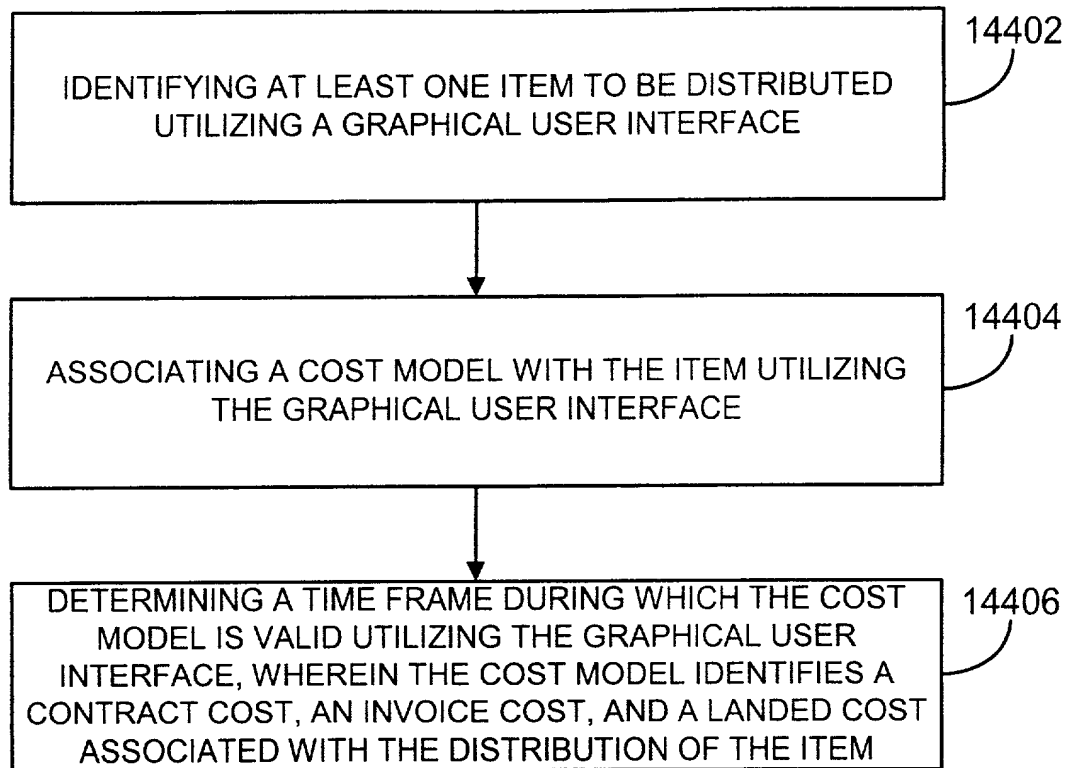 14402
IDENTIFYING AT LEAST ONE ITEM TO BE DISTRIBUTED
UTILIZING A GRAPHICAL USER INTERFACE
14404
ASSOCIATING A COST MODEL WITH THE ITEM UTILIZING
THE GRAPHICAL USER INTERFACE
14406
DETERMINING A TIME FRAME DURING WHICH THE COST
MODEL IS VALID UTILIZING THE GRAPHICAL USER
INTERFACE, WHEREIN THE COST MODEL IDENTIFIES A
CONTRACT COST, AN INVOICE COST, AND A LANDED COST
ASSOCIATED WITH THE DISTRIBUTION OF THE ITEM